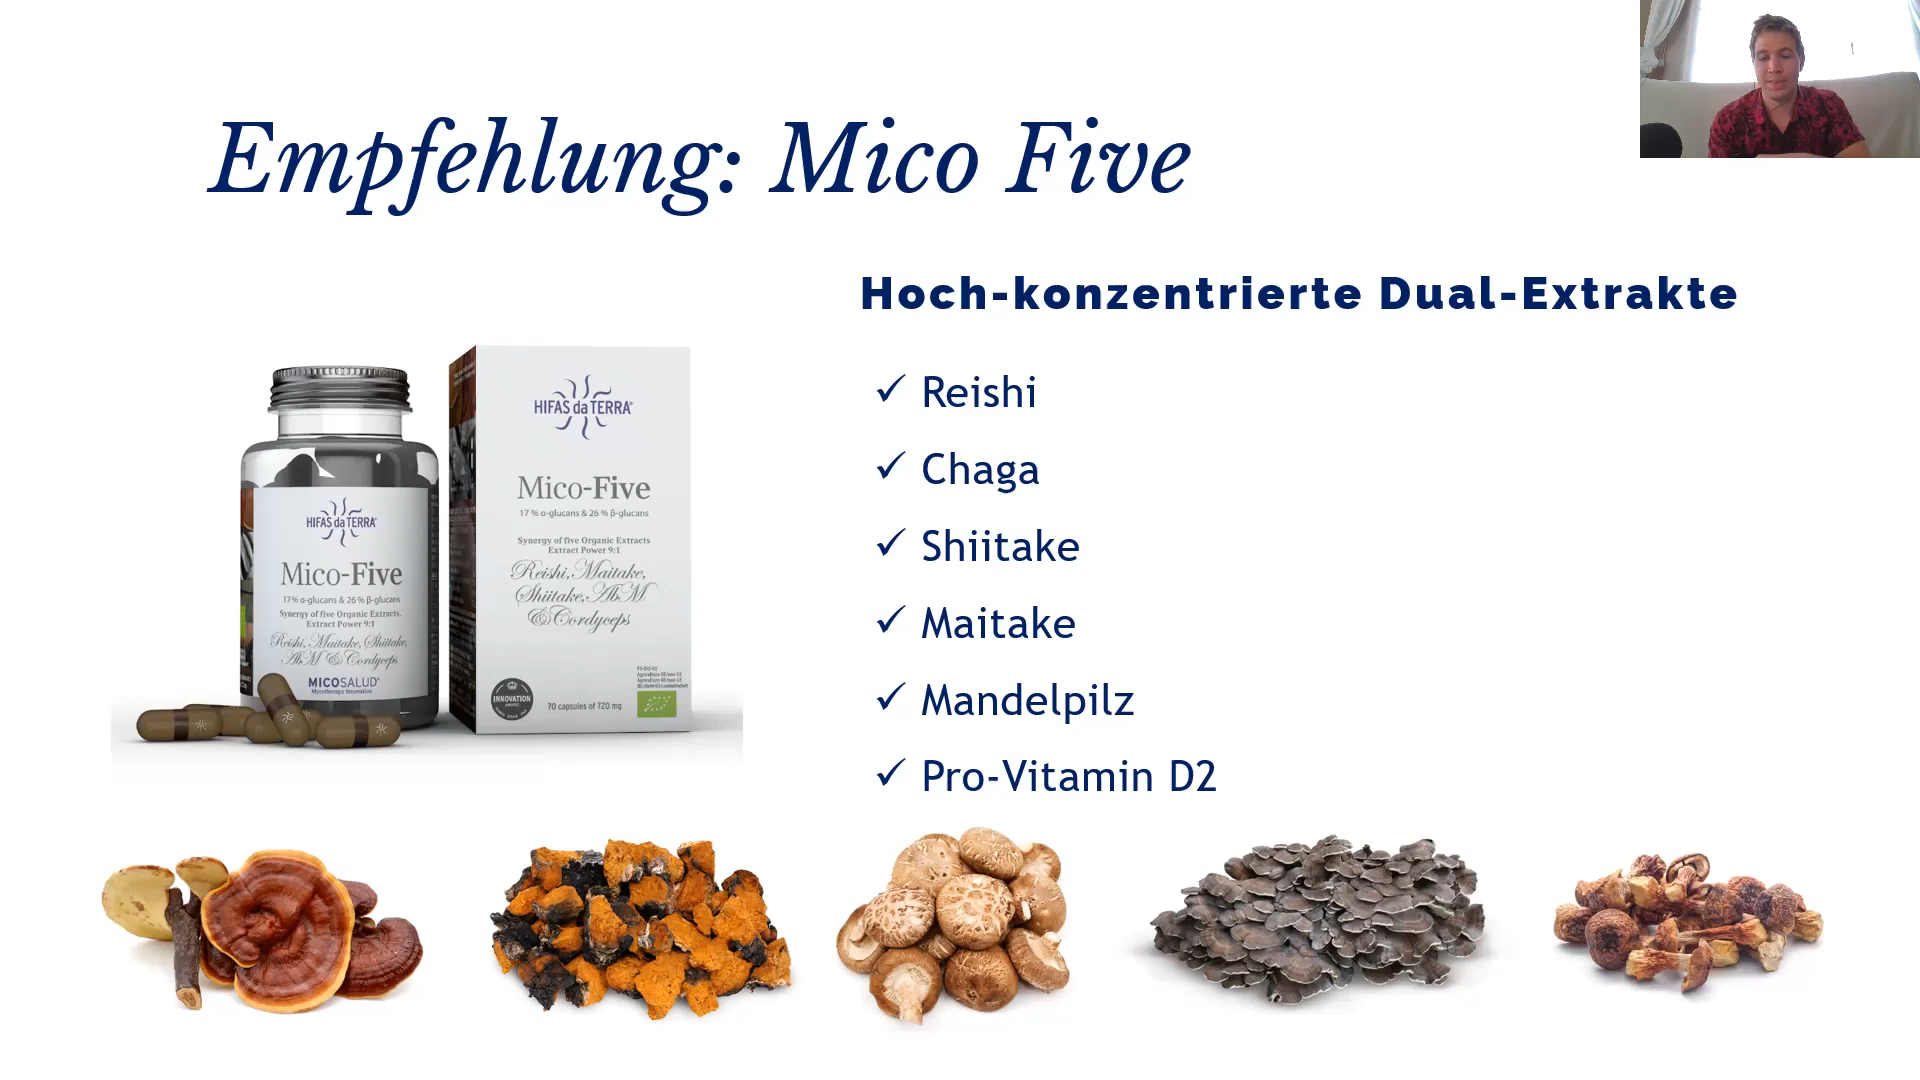 Empfehlung: Mico Five
Hoch-konzentrierte Dual-Extrakte
✓ Reishi
✓ Chaga
✓ Shiitake
✓ Maitake
✓ Mandelpilz
✓ Pro-Vitamin D2
HIFAS da TERRA®
Mico-Five
17 % α-glucans & 26 % β-glucans
Synergy of five Organic Extracts.
Extract Power 9:1
Reishi, Maitake, Shiitake,
AbM & Cordyceps
MICOSALUD®
Mycotherapy Innovation
HIFAS da TERRA®
Mico-Five
17 % α-glucans & 26 % β-glucans
Synergy of five Organic Extracts
Extract Power 9:1
Reishi, Maitake,
Shiitake, AbM
& Cordyceps
INNOVATION
70 capsules of 720 mg